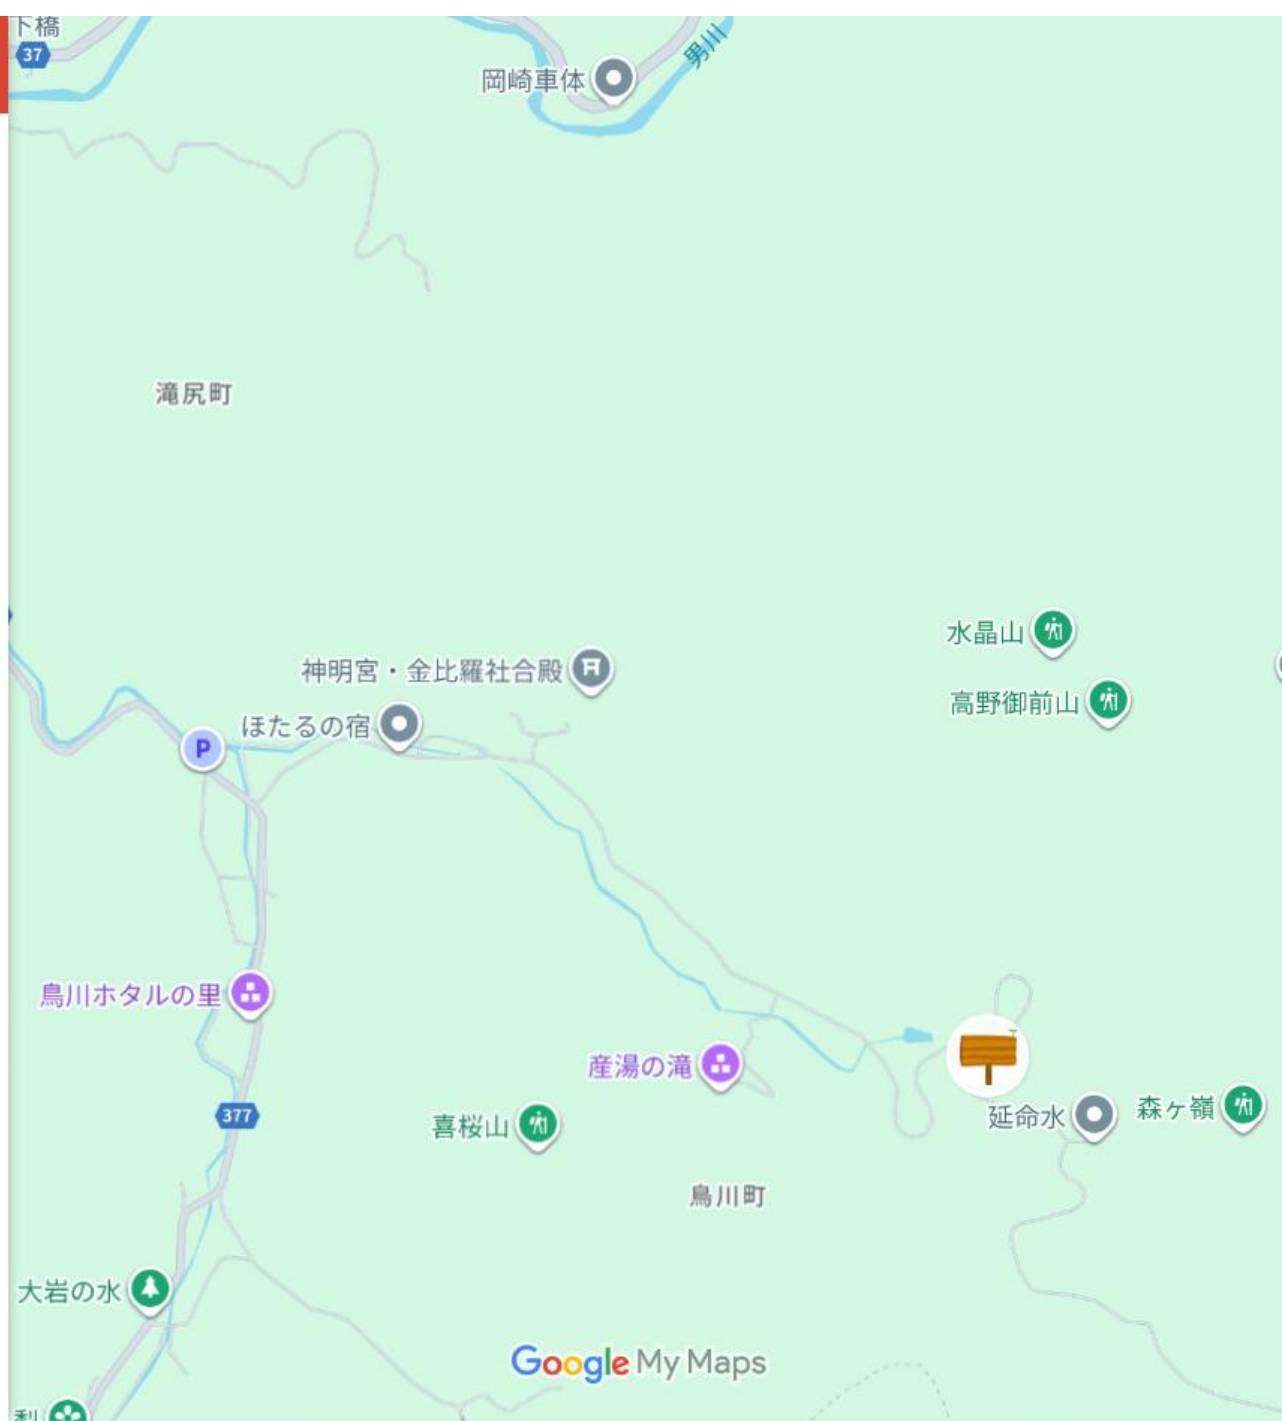 下橋
37
岡崎車体
男川
滝尻町
水晶山
神明宮・金比羅社合殿
高野御前山
ほたるの宿
P
鳥川ホタルの里
産湯の滝
377
喜桜山
延命水
森ヶ嶺
鳥川町
大岩の水
Google My Maps